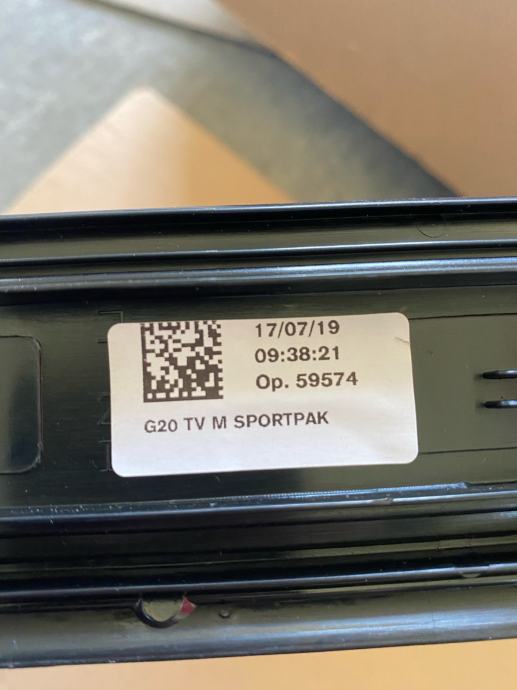 17/07/19
09:38:21
Op. 59574
G20 TV M SPORTPAK